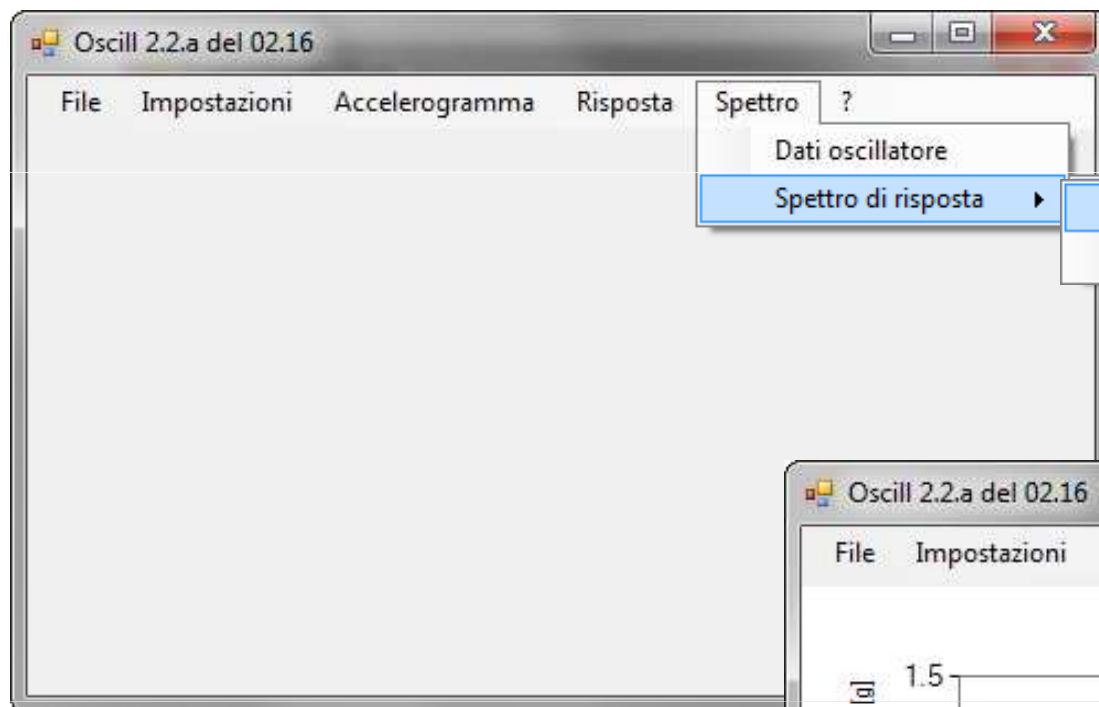 Oscill 2.2.a del 02.16
File Impostazioni Accelerogramma Risposta Spettro ?
Dati oscillatore
Spettro di risposta
Oscill 2.2.a del 02.16
File Impostazioni
1.5
[g]